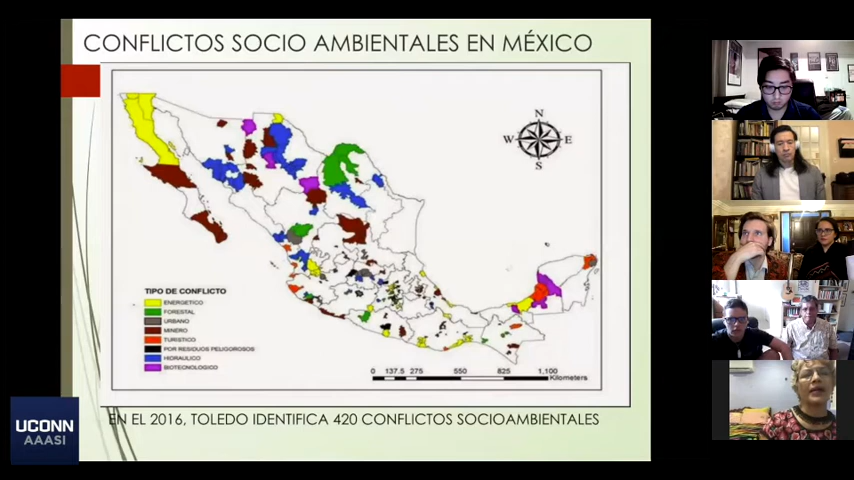 CONFLICTOS SOCIO AMBIENTALES EN MÉXICO
N
W E
S
TIPO DE CONFLICTO
ENERGETICO
FORESTAL
URBANO
MINERO
TURISTICO
POR RESIDUOS PELIGOROSOS
HIDRAULICO
BIOTECNOLOGICO
0 137.5 275 550 825 1,100
Kilometers
EN EL 2016, TOLEDO IDENTIFICA 420 CONFLICTOS SOCIOAMBIENTALES
UCONN
AAASI